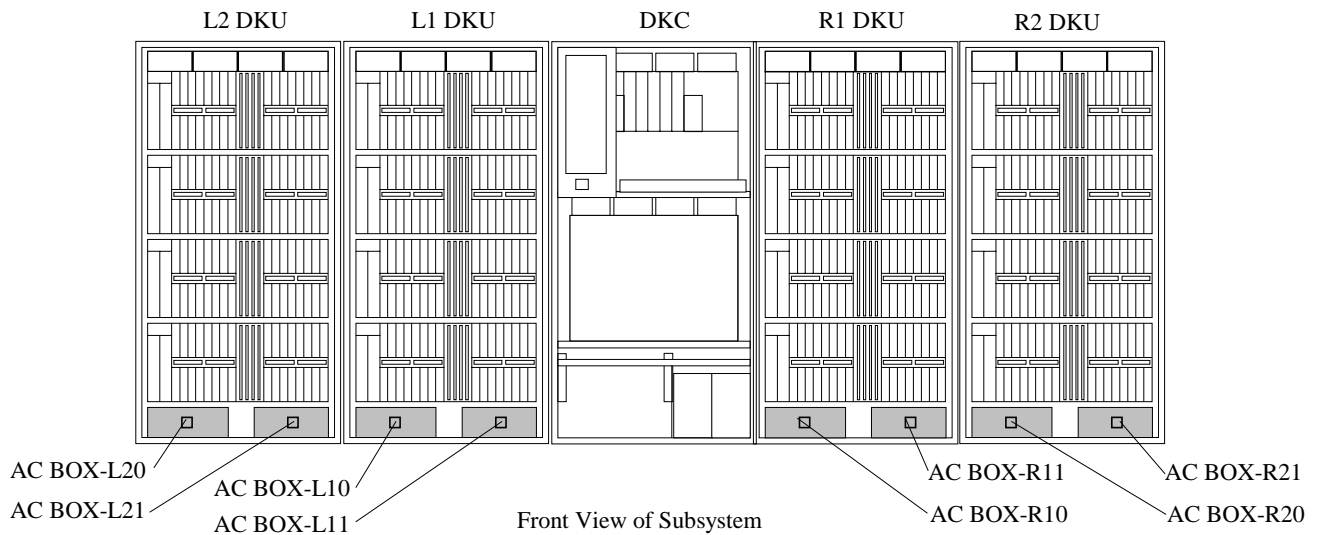 L2 DKU
L1 DKU
DKC
R1 DKU
R2 DKU
AC BOX-L20
AC BOX-L21
AC BOX-L10
AC BOX-L11
Front View of Subsystem
AC BOX-R11
AC BOX-R10
AC BOX-R21
AC BOX-R20